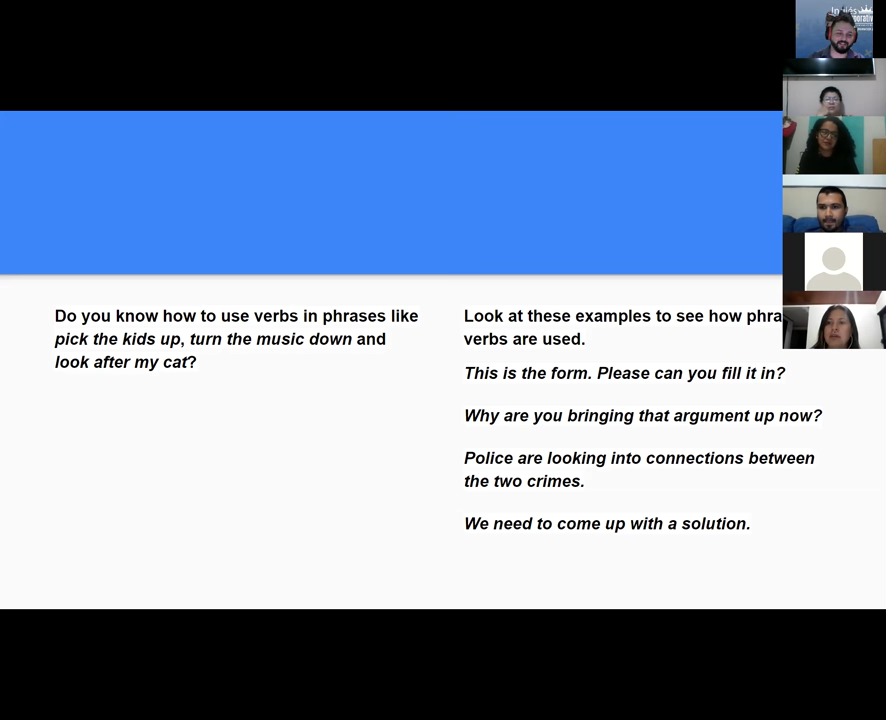 Do you know how to use verbs in phrases like
pick the kids up, turn the music down and
look after my cat?
Look at these examples to see how phra
verbs are used.
This is the form. Please can you fill it in?
Why are you bringing that argument up now?
Police are looking into connections between
the two crimes.
We need to come up with a solution.